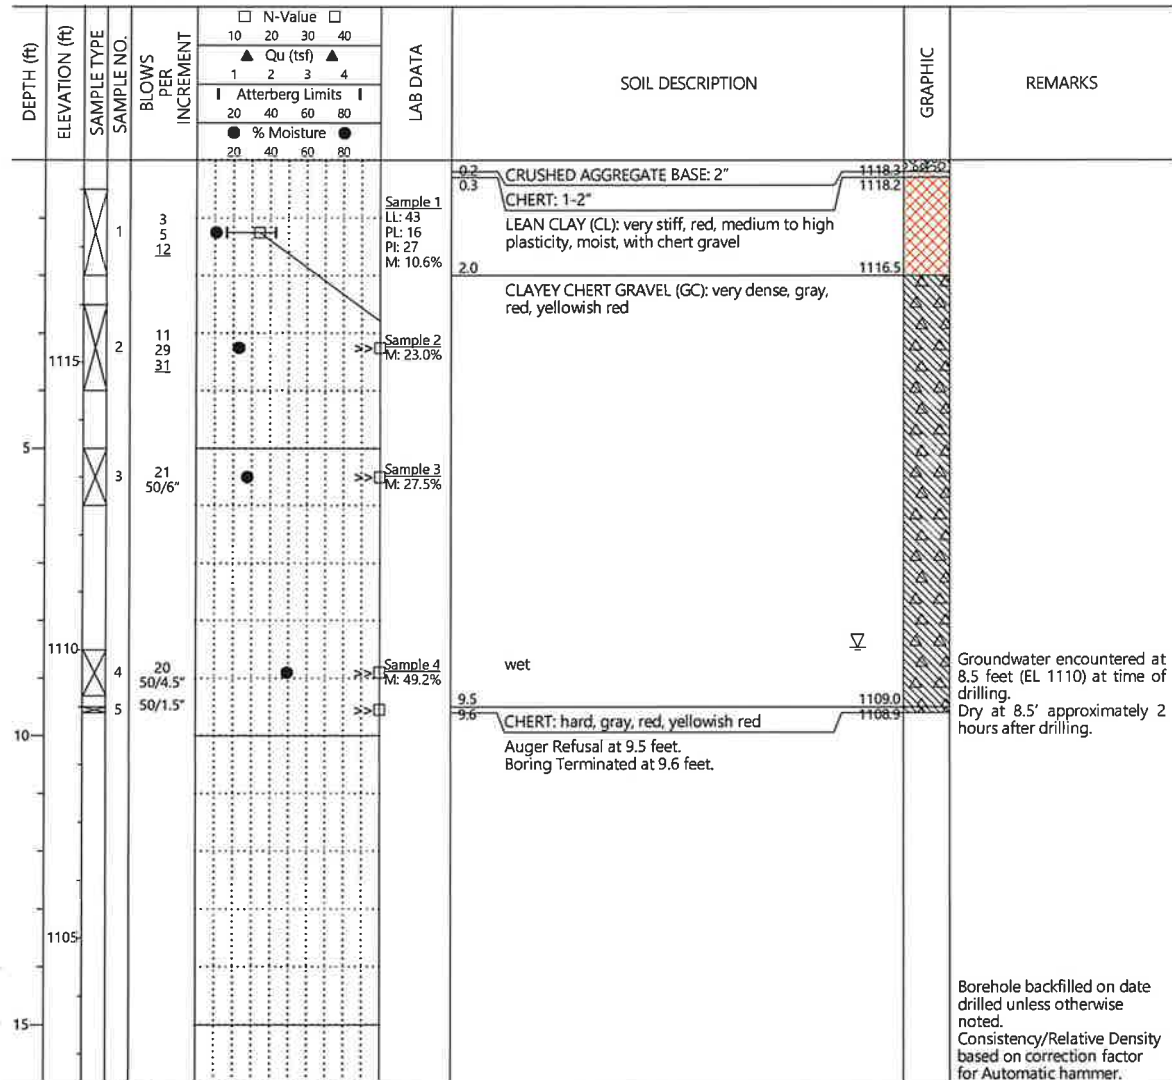 DEPTH (ft)
ELEVATION (ft)
SAMPLE TYPE
SAMPLE NO.
BLOWS
PER
INCREMENT
□ N-Value □
10 20 30 40
▲ Qu (tsf) ▲
1 2 3 4
| Atterberg Limits |
20 40 60 80
● % Moisture ●
20 40 60 80
LAB DATA
SOIL DESCRIPTION
GRAPHIC
REMARKS
0.2 CRUSHED AGGREGATE BASE: 2" 1118.3
0.3 1118.2
CHERT: 1-2"
LEAN CLAY (CL): very stiff, red, medium to high
plasticity, moist, with chert gravel
1
3
5
12
Sample 1
LL: 43
PL: 16
PI: 27
M: 10.6%
2.0 1116.5
CLAYEY CHERT GRAVEL (GC): very dense, gray,
red, yellowish red
1115
2
11
29
31
>>
Sample 2
M: 23.0%
5
3
21
50/6"
>>
Sample 3
M: 27.5%
1110
4
20
50/4.5"
>>
Sample 4
M: 49.2%
wet
Groundwater encountered at
8.5 feet (EL 1110) at time of
drilling.
Dry at 8.5' approximately 2
hours after drilling.
5
50/1.5"
>>
9.5 1109.0
9.6 1108.9
CHERT: hard, gray, red, yellowish red
10
Auger Refusal at 9.5 feet.
Boring Terminated at 9.6 feet.
1105
15
Borehole backfilled on date
drilled unless otherwise
noted.
Consistency/Relative Density
based on correction factor
for Automatic hammer.